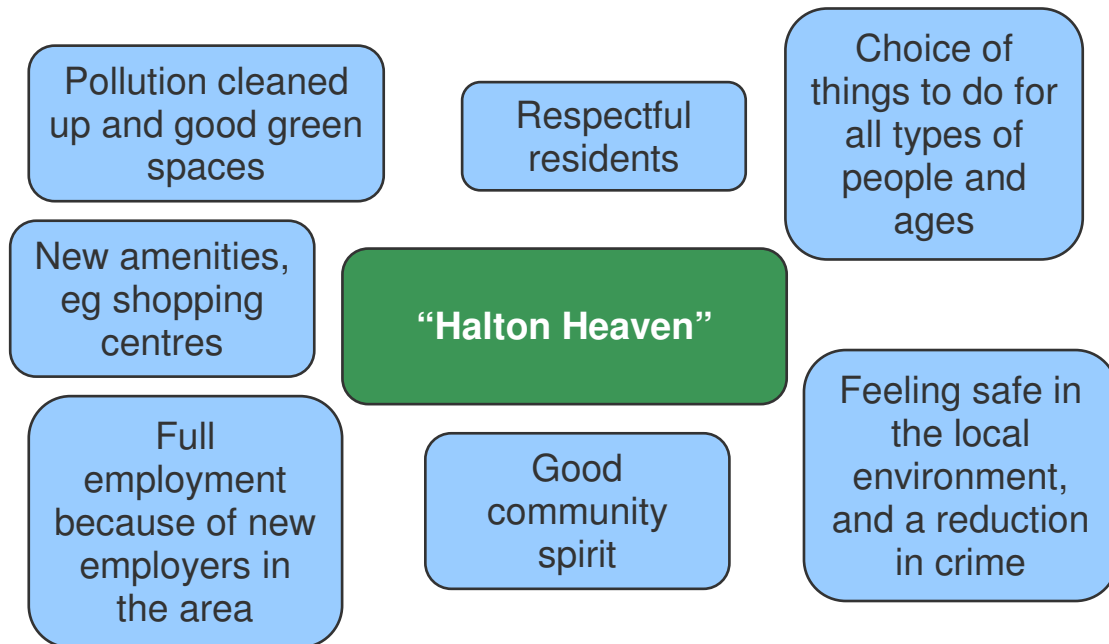 Pollution cleaned
up and good green
spaces
Respectful
residents
Choice of
things to do for
all types of
people and
ages
New amenities,
eg shopping
centres
“Halton Heaven”
Full
employment
because of new
employers in
the area
Good
community
spirit
Feeling safe in
the local
environment,
and a reduction
in crime